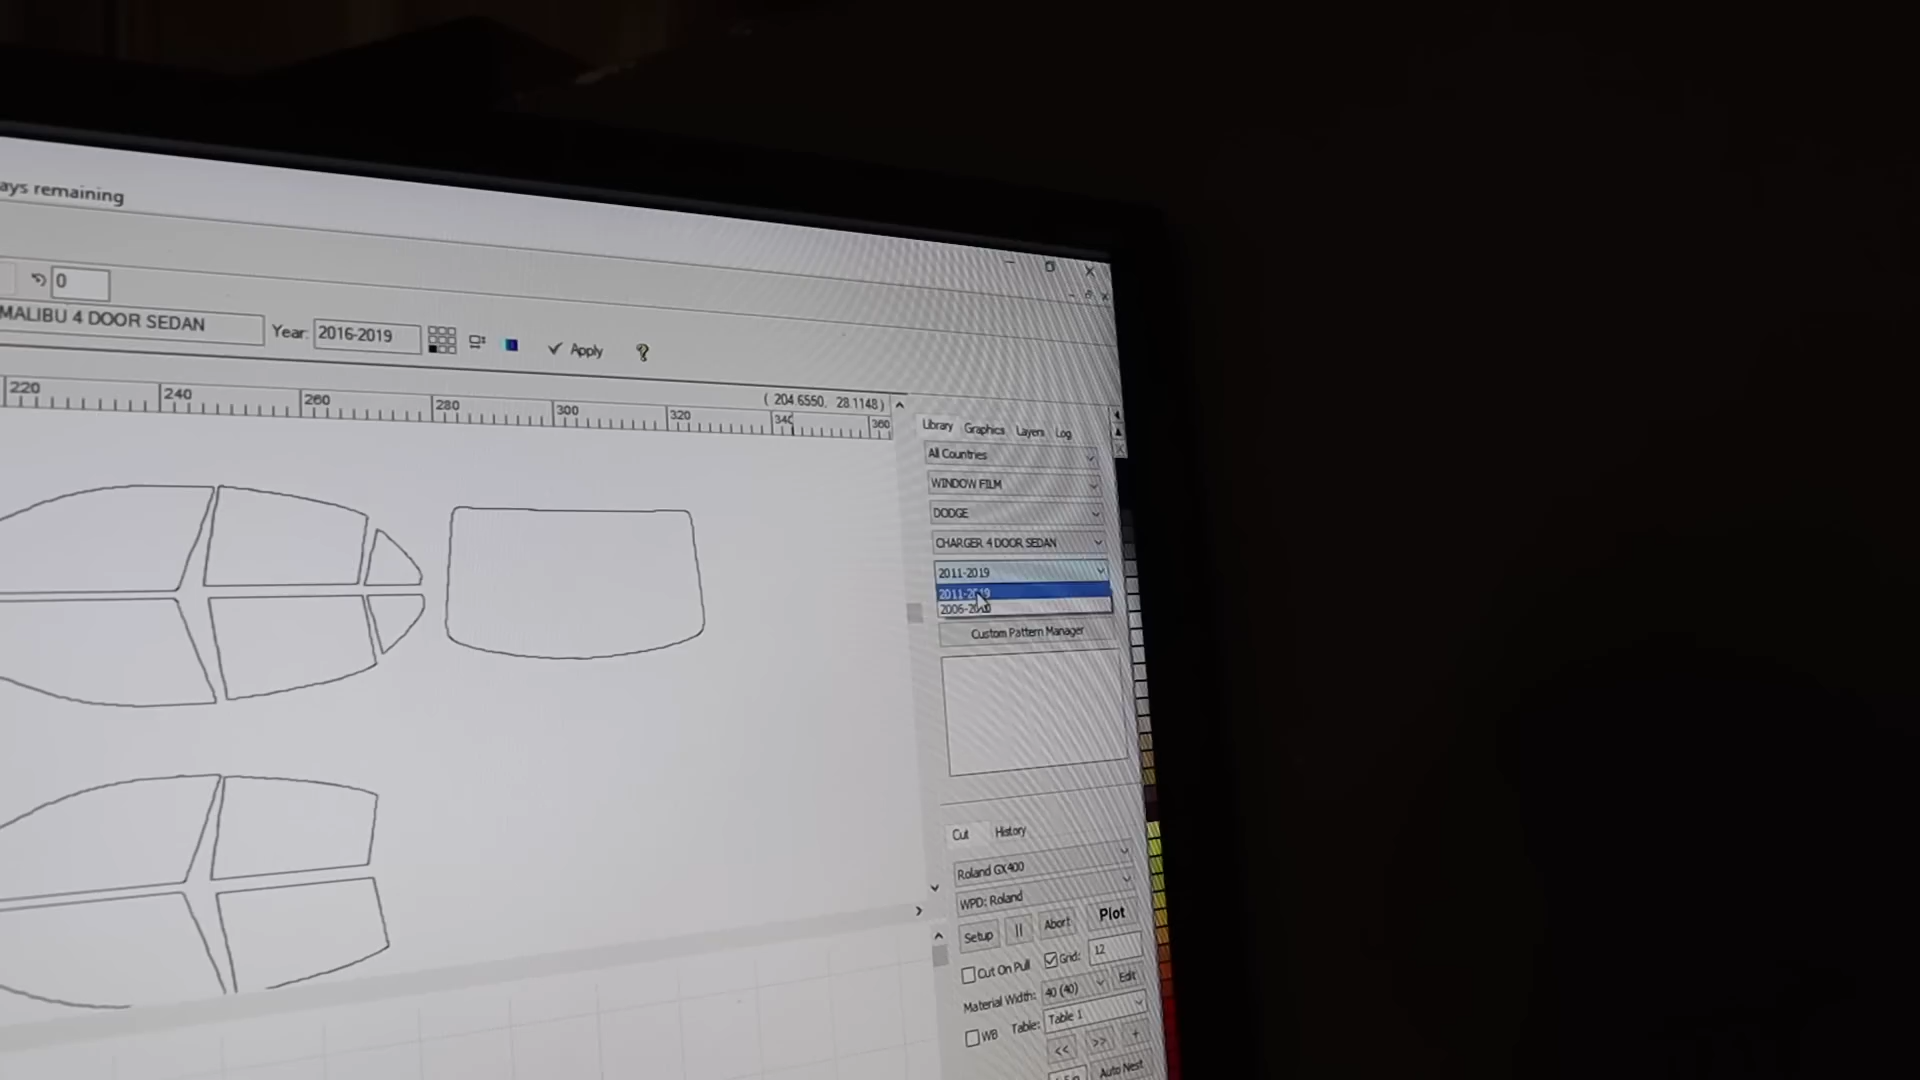 ays remaining
0
MALIBU 4 DOOR SEDAN Year: 2016-2019 Apply ?
220 240 260 280 300 320 340 360
( 204.6550, 28.1148)
Library Graphics Layers Log
All Countries
WINDOW FILM
DODGE
CHARGER 4 DOOR SEDAN
2011-2019
2011-2019
Custom Pattern Manager
Cut History
Roland GX400
WPD: Roland
Setup || Abort Plot
Cut On Pull Grid: 12
Material Width: 40 (40) Edit
WB Table: Table 1
<< >> +
Auto Nest